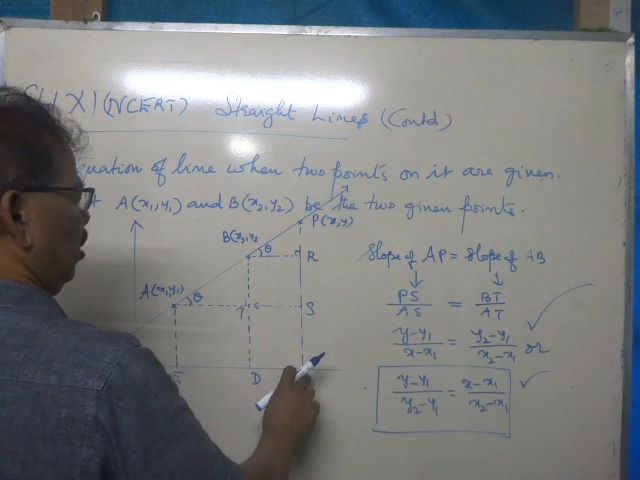 XI (NCERT) Straight Lines (Contd)
equation of line when two points on it are given.
A(x₁, y₁) and B(x₂, y₂) be the two given points.
P(x, y)
B(x₂, y₂
θ
R
Slope of AP = Slope of AB
A(x₁, y₁)
θ
T
S
PS/AS = BT/AT
y-y₁/x-x₁ = y₂-y₁/x₂-x₁ or
y-y₁/y₂-y₁ = x-x₁/x₂-x₁
D